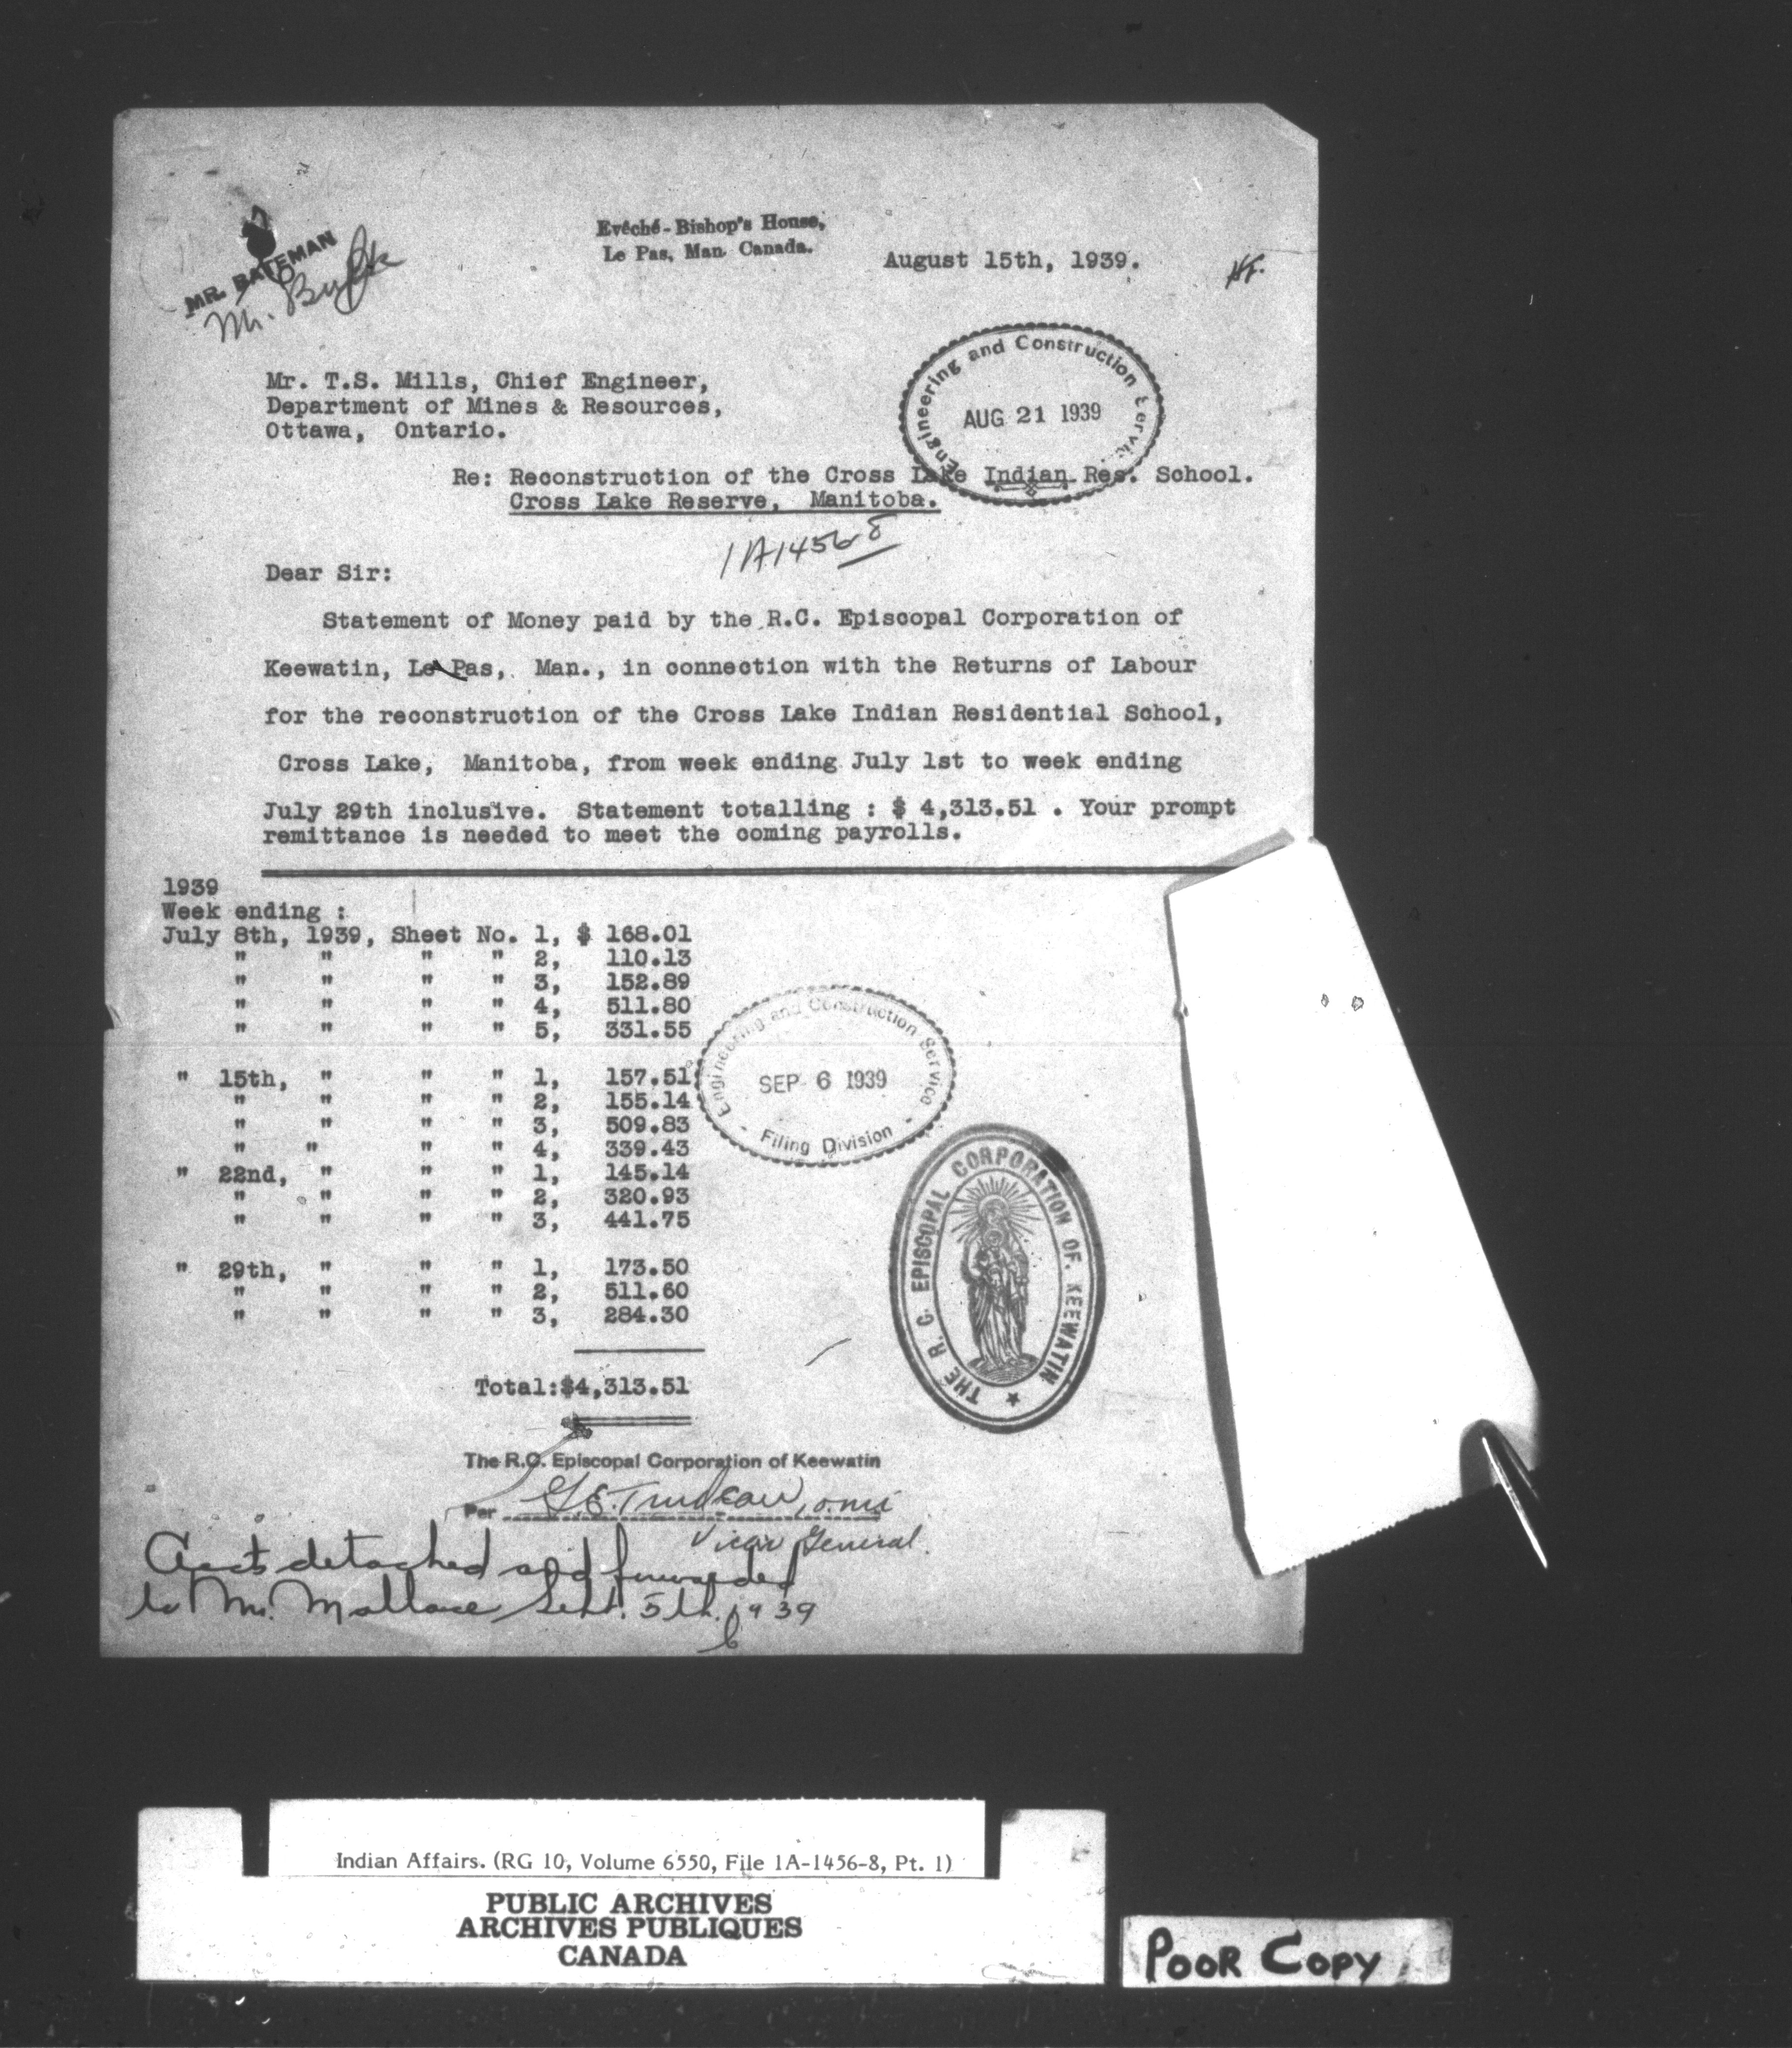 MR. BATEMAN
Mr.
Evêché-Bishop's House,
Le Pas, Man. Canada.
August 15th, 1939.
Mr. T.S. Mills, Chief Engineer,
Department of Mines & Resources,
Ottawa, Ontario.
Engineering and Construction Servic
AUG 21 1939
Re: Reconstruction of the Cross Lake Indian Res. School.
Cross Lake Reserve, Manitoba.
1A1456-8
Dear Sir:
Statement of Money paid by the R.C. Episcopal Corporation of
Keewatin, Le Pas, Man., in connection with the Returns of Labour
for the reconstruction of the Cross Lake Indian Residential School,
Cross Lake, Manitoba, from week ending July 1st to week ending
July 29th inclusive. Statement totalling : $ 4,313.51 . Your prompt
remittance is needed to meet the coming payrolls.
1939
Week ending :
July 8th, 1939, Sheet No. 1, $ 168.01
" " " " 2, 110.13
" " " " 3, 152.89
" " " " 4, 511.80
" " " " 5, 331.55
" 15th, " " " 1, 157.51
" " " " 2, 155.14
" " " " 3, 509.83
" " " " 4, 339.43
" 22nd, " " " 1, 145.14
" " " " 2, 320.93
" " " " 3, 441.75
" 29th, " " " 1, 173.50
" " " " 2, 511.60
" " " " 3, 284.30
Engineering and Construction Service
SEP 6 1939
- Filing Division -
THE R. C. EPISCOPAL CORPORATION OF KEEWATIN
Total:$4,313.51
The R.C. Episcopal Corporation of Keewatin
Per G.E. Trudeau, o.m.i
Vicar General.
Acc'ts detached and forwarded
to Mr. Wallace Sept. 5th. 1939
Indian Affairs. (RG 10, Volume 6550, File 1A-1456-8, Pt. 1)
PUBLIC ARCHIVES
ARCHIVES PUBLIQUES
CANADA
POOR COPY